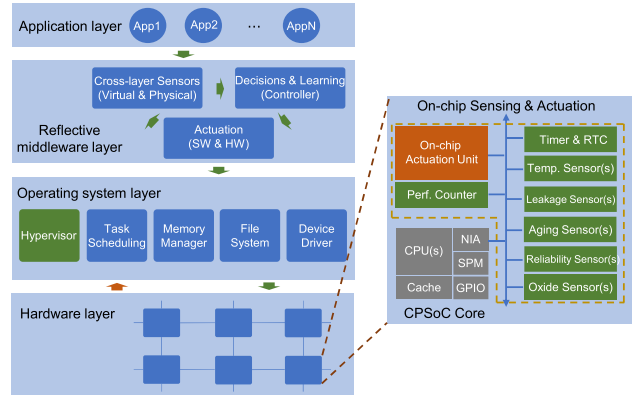 Application layer
App1
App2
...
AppN
Cross-layer Sensors
(Virtual & Physical)
Decisions & Learning
(Controller)
Reflective
middleware layer
Actuation
(SW & HW)
Operating system layer
Hypervisor
Task
Scheduling
Memory
Manager
File
System
Device
Driver
Hardware layer
On-chip Sensing & Actuation
On-chip
Actuation Unit
Perf. Counter
Timer & RTC
Temp. Sensor(s)
Leakage Sensor(s)
Aging Sensor(s)
Reliability Sensor(s)
Oxide Sensor(s)
CPU(s)
NIA
SPM
Cache
GPIO
CPSoC Core